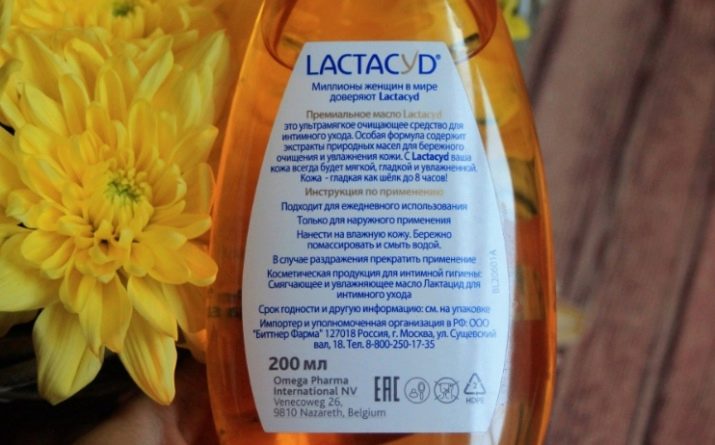 LACTACYD®
Миллионы женщин в мире
доверяют Lactacyd
Премиальное масло Lactacyd
это ультрамягкое очищающее средство для
интимного ухода. Особая формула содержит
экстракты природных масел для бережного
очищения и увлажнения кожи. С Lactacyd ваша
кожа всегда будет мягкой, гладкой и увлажненной.
Кожа - гладкая как шёлк до 8 часов!
Инструкция по применению
Подходит для ежедневного использования
Только для наружного применения
Нанести на влажную кожу. Бережно
помассировать и смыть водой.
В случае раздражения прекратить применение
Косметическая продукция для интимной гигиены:
Смягчающее и увлажняющее масло Лактацид для
интимного ухода
Срок годности и другую информацию: см. на упаковке
Импортер и уполномоченная организация в РФ: ООО
"Биттнер Фарма" 127018 Россия, г. Москва, ул. Сущевский
вал, 18. Тел. 8-800-250-17-35
200 мл
Omega Pharma
International NV
Venecoweg 26,
9810 Nazareth, Belgium
EAC
2
HDPE
BL20601A